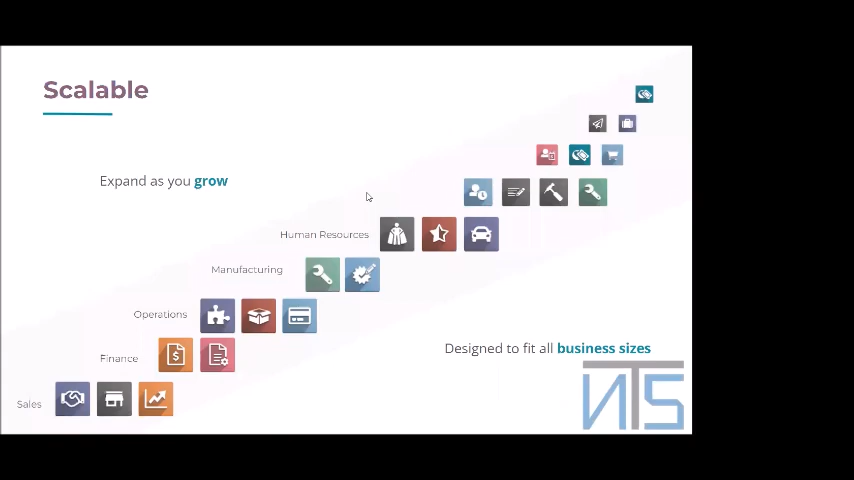 Scalable
Expand as you grow
Human Resources
Manufacturing
Operations
Designed to fit all business sizes
Finance
Sales
NTS